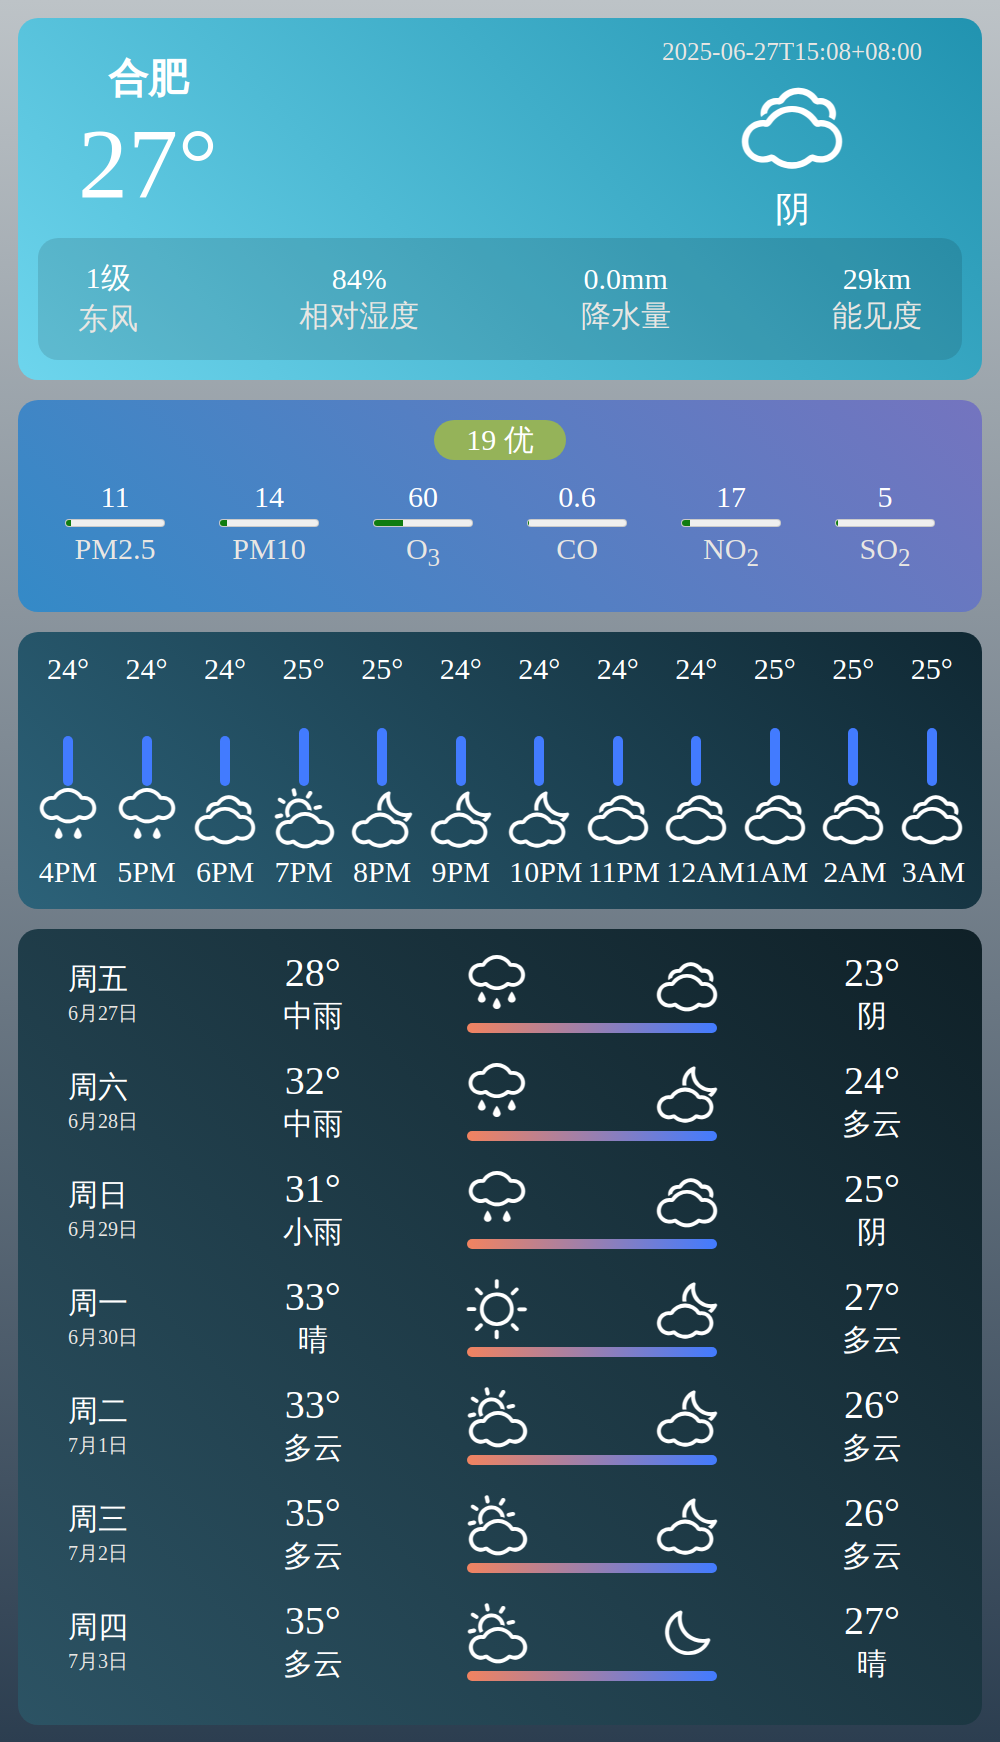 合肥
27°
2025-06-27T15:08+08:00
阴
1级 84% 0.0mm 29km
东风 相对湿度 降水量 能见度
19 优
11 14 60 0.6 17 5
PM2.5 PM10 O3 CO NO2 SO2
24° 24° 24° 25° 25° 24° 24° 24° 24° 25° 25° 25°
4PM 5PM 6PM 7PM 8PM 9PM 10PM 11PM 12AM 1AM 2AM 3AM
周五 28° 23°
6月27日 中雨 阴
周六 32° 24°
6月28日 中雨 多云
周日 31° 25°
6月29日 小雨 阴
周一 33° 27°
6月30日 晴 多云
周二 33° 26°
7月1日 多云 多云
周三 35° 26°
7月2日 多云 多云
周四 35° 27°
7月3日 多云 晴